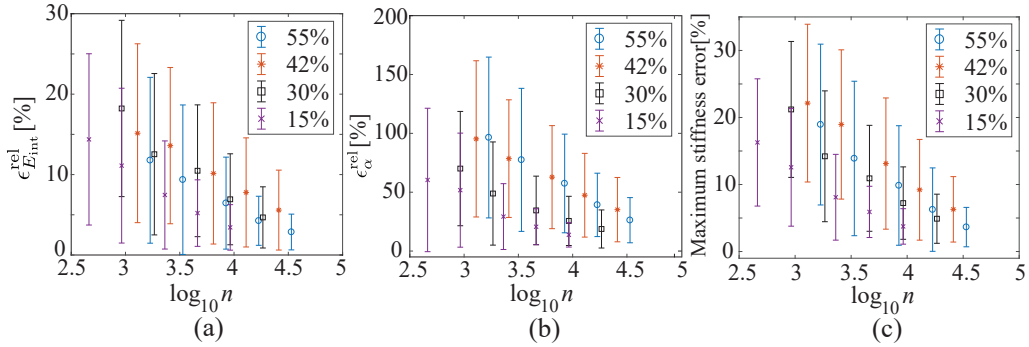 ϵ^rel_E_int [%]
30
20
10
0
2.5 3 3.5 4 4.5 5
log10 n
55%
42%
30%
15%
(a)
ϵ^rel_α [%]
200
150
100
50
0
2.5 3 3.5 4 4.5 5
log10 n
55%
42%
30%
15%
(b)
Maximum stiffness error[%]
30
20
10
0
2.5 3 3.5 4 4.5 5
log10 n
55%
42%
30%
15%
(c)